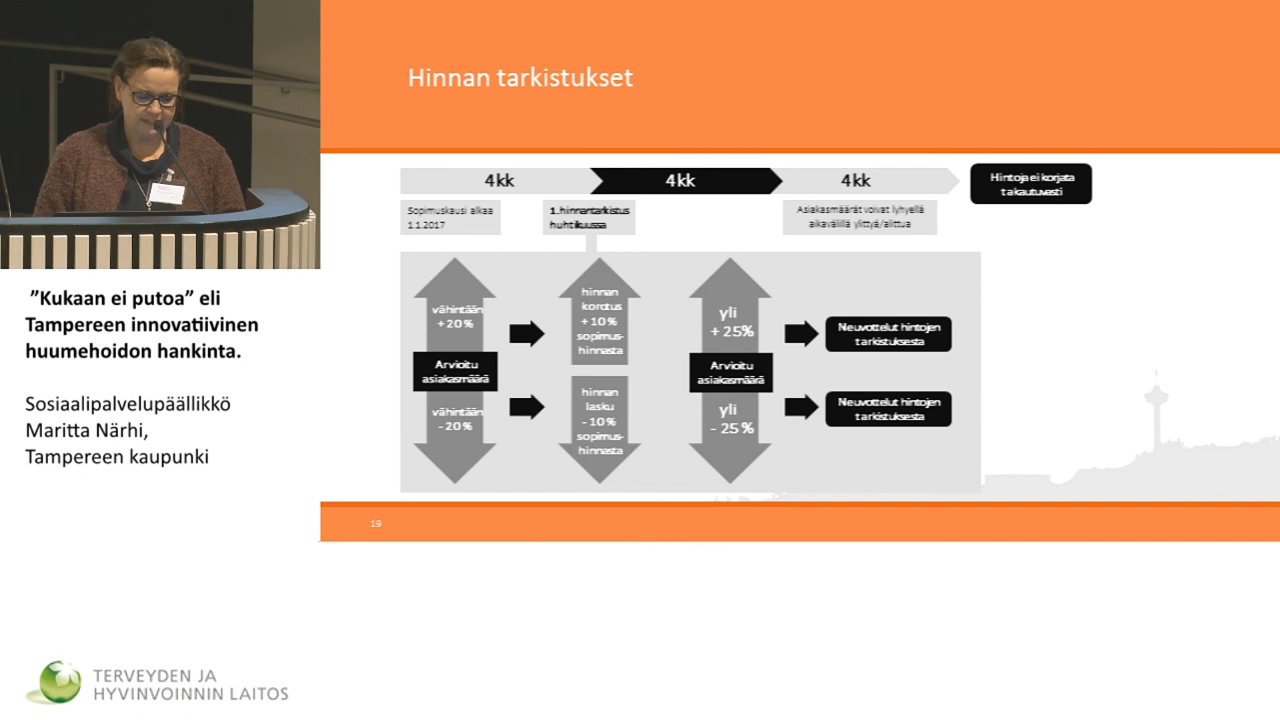 Hinnan tarkistukset
4kk
4kk
4kk
Hintoja ei korjata
takautuvasti
Sopimuskausi alkaa
1.1.2017
1.hinnantarkistus
huhtikuussa
Asiakasmäärät voivat lyhyellä
aikavälillä ylittyä/alittua
vähintään
+20%
Arvioitu
asiakasmäärä
vähintään
-20%
hinnan
korotus
+10%
sopimus-
hinnasta
hinnan
lasku
-10%
sopimus-
hinnasta
yli
+ 25%
Arvioitu
asiakasmäärä
yli
- 25%
Neuvottelut hintojen
tarkistuksesta
Neuvottelut hintojen
tarkistuksesta
19
”Kukaan ei putoa” eli
Tampereen innovatiivinen
huumehoidon hankinta.
Sosiaalipalvelupäällikkö
Maritta Närhi,
Tampereen kaupunki
TERVEYDEN JA
HYVINVOINNIN LAITOS